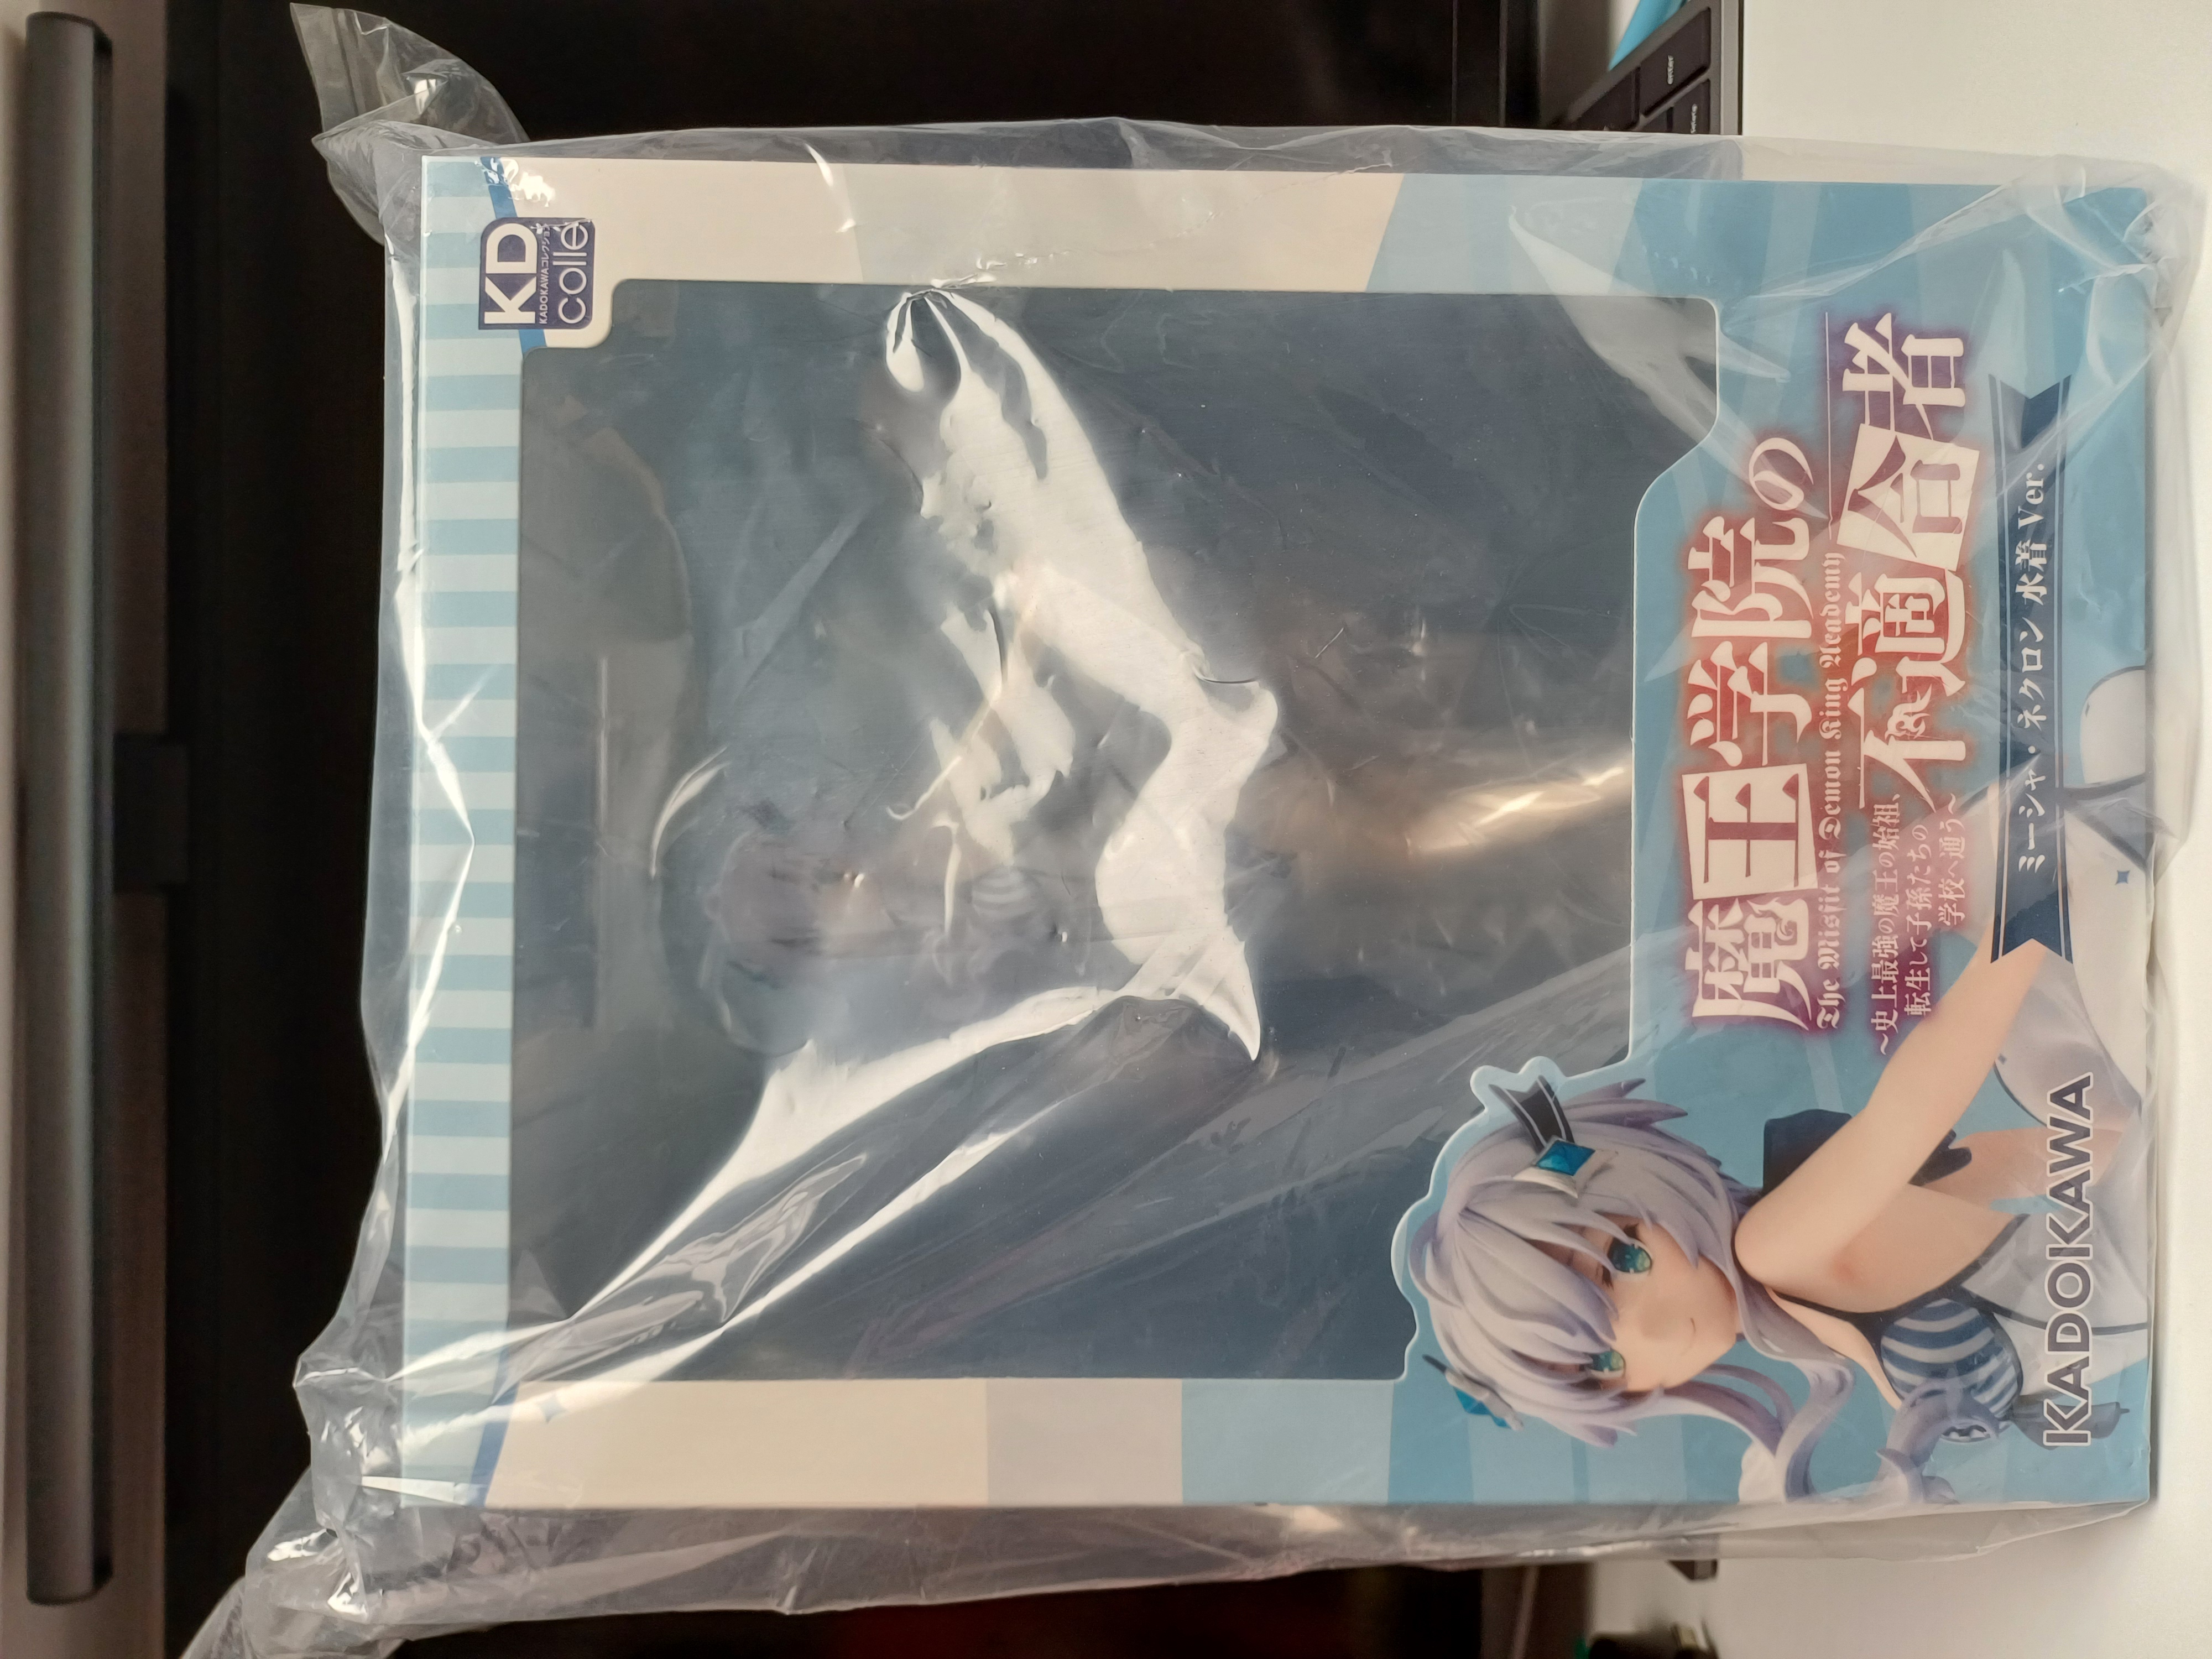 KD
KADOKAWAコレクション
colle
魔王学院の
The Misfit of Demon King Academy
不適合者
～史上最強の魔王の始祖、
転生して子孫たちの
学校へ通う～
ミーシャ・ネクロン 水着 Ver.
KADOKAWA
enter